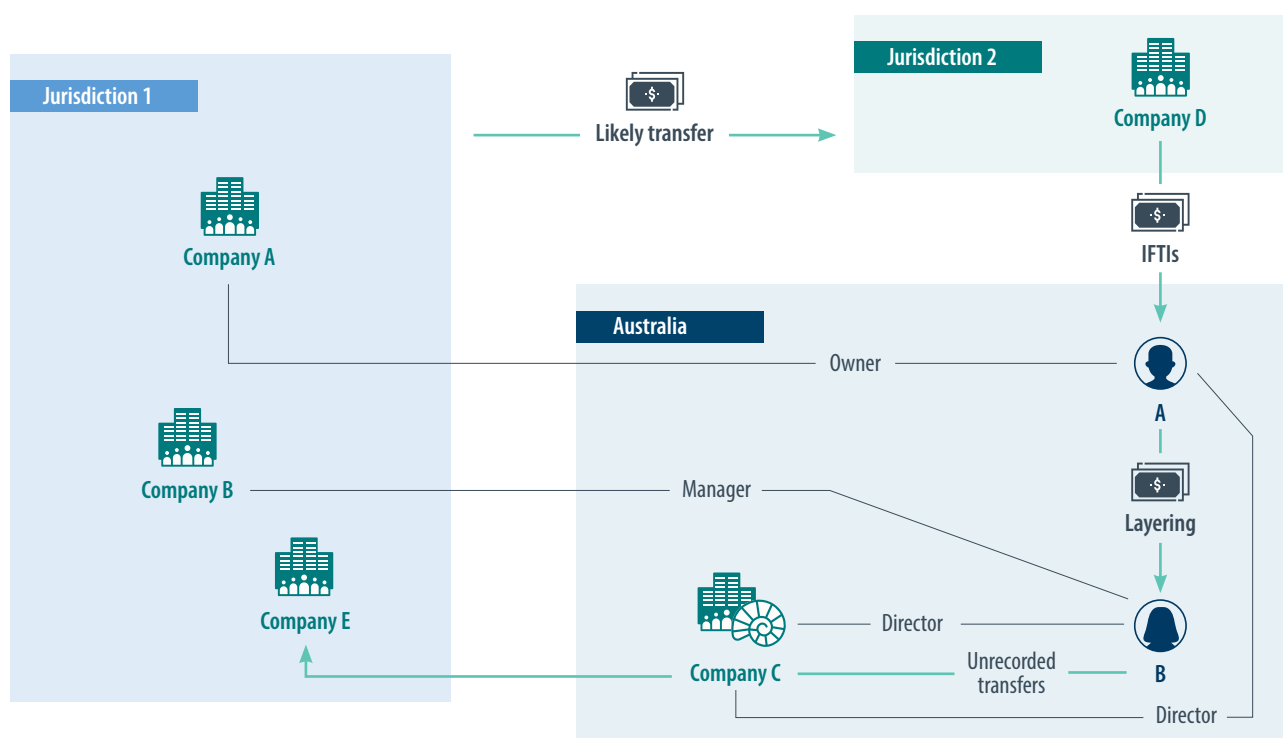 Jurisdiction 1
Likely transfer
Jurisdiction 2
Company D
IFTIs
Company A
Australia
Owner
A
Company B
Manager
Layering
Company E
Company C
Director
Unrecorded
transfers
B
Director